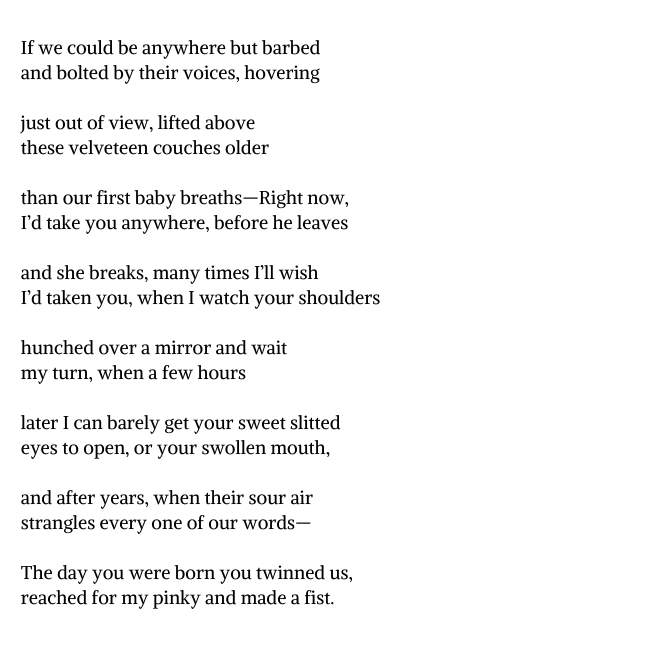 If we could be anywhere but barbed
and bolted by their voices, hovering
just out of view, lifted above
these velveteen couches older
than our first baby breaths—Right now,
I’d take you anywhere, before he leaves
and she breaks, many times I’ll wish
I’d taken you, when I watch your shoulders
hunched over a mirror and wait
my turn, when a few hours
later I can barely get your sweet slitted
eyes to open, or your swollen mouth,
and after years, when their sour air
strangles every one of our words—
The day you were born you twinned us,
reached for my pinky and made a fist.